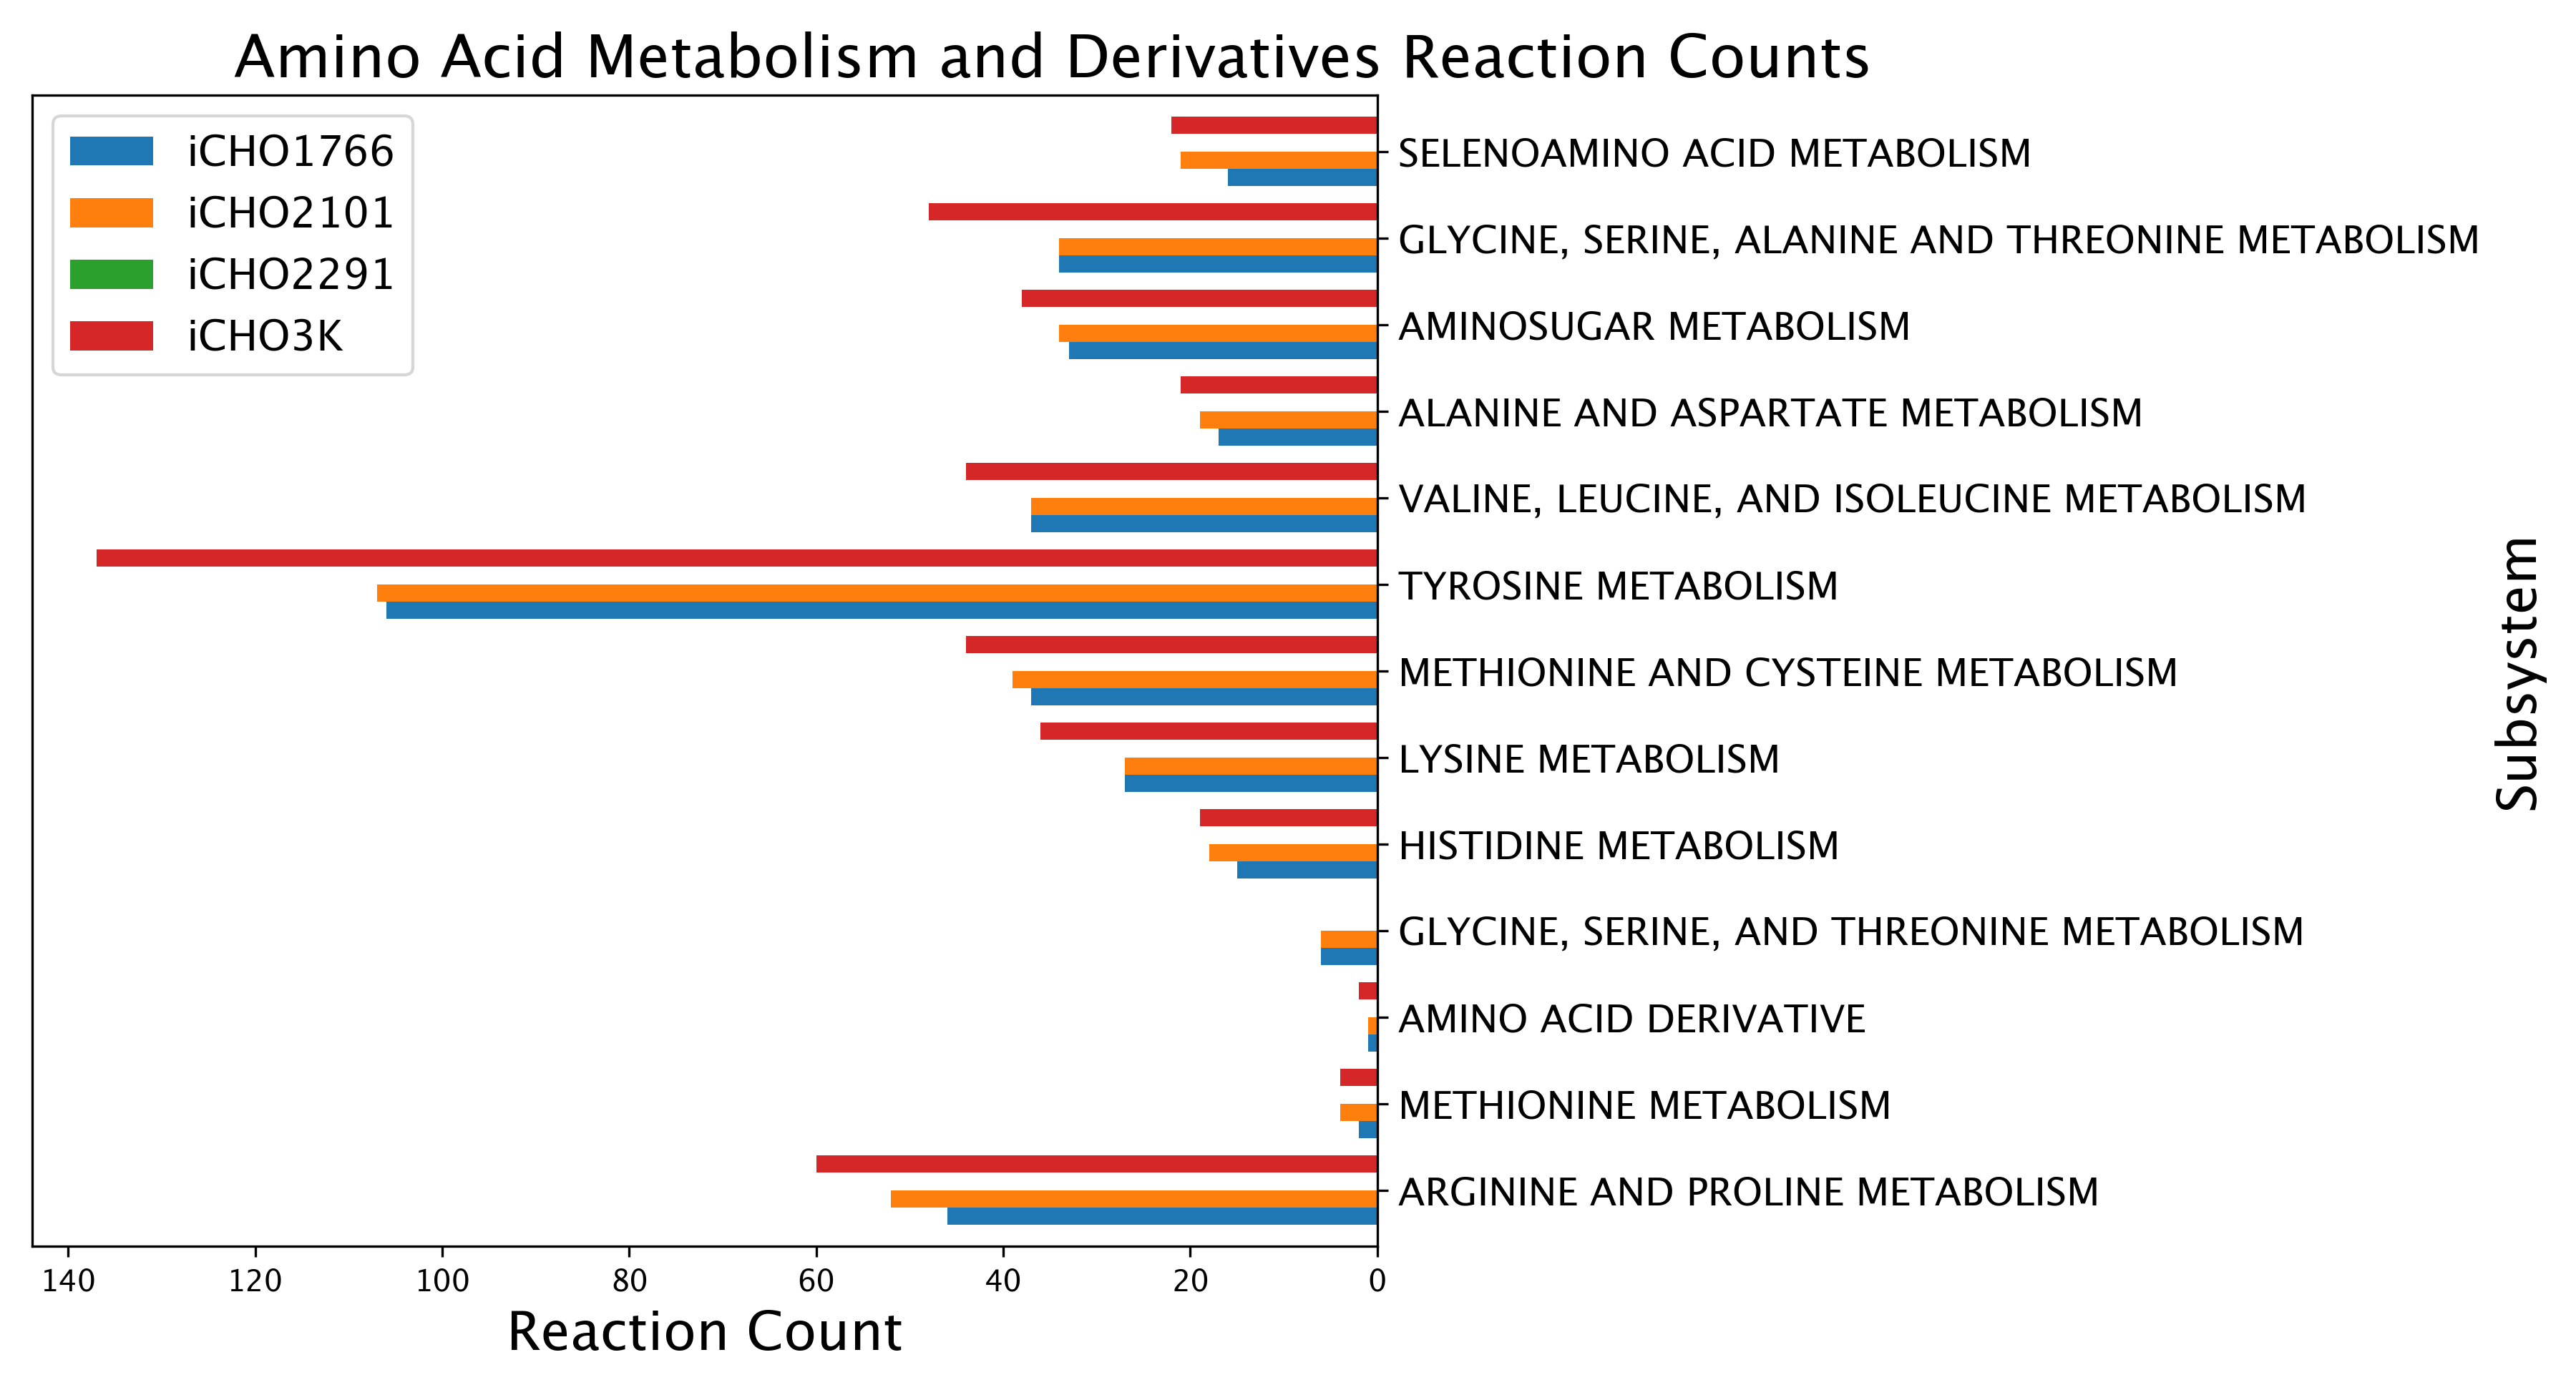 Amino Acid Metabolism and Derivatives Reaction Counts
iCHO1766
iCHO2101
iCHO2291
iCHO3K
SELENOAMINO ACID METABOLISM
GLYCINE, SERINE, ALANINE AND THREONINE METABOLISM
AMINOSUGAR METABOLISM
ALANINE AND ASPARTATE METABOLISM
VALINE, LEUCINE, AND ISOLEUCINE METABOLISM
TYROSINE METABOLISM
METHIONINE AND CYSTEINE METABOLISM
LYSINE METABOLISM
HISTIDINE METABOLISM
GLYCINE, SERINE, AND THREONINE METABOLISM
AMINO ACID DERIVATIVE
METHIONINE METABOLISM
ARGININE AND PROLINE METABOLISM
Subsystem
140 120 100 80 60 40 20 0
Reaction Count